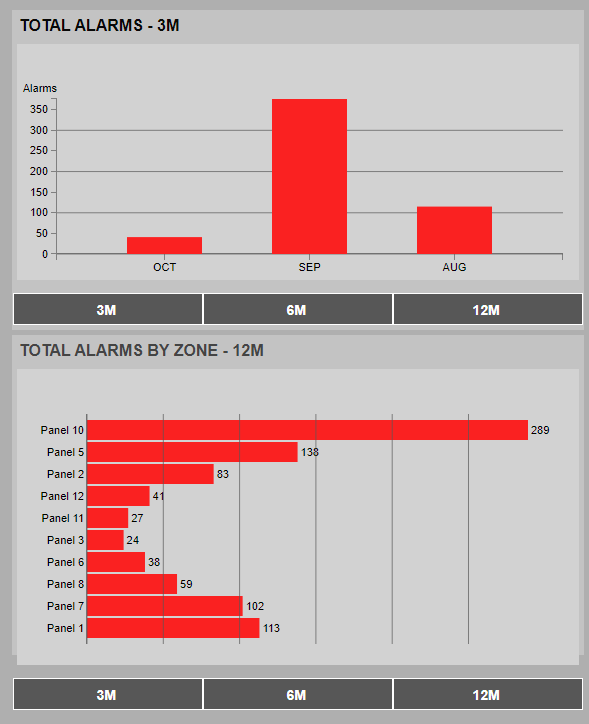 TOTAL ALARMS - 3M
Alarms
350
300
250
200
150
100
50
0
OCT SEP AUG
3M 6M 12M
TOTAL ALARMS BY ZONE - 12M
Panel 10 289
Panel 5 138
Panel 2 83
Panel 12 41
Panel 11 27
Panel 3 24
Panel 6 38
Panel 8 59
Panel 7 102
Panel 1 113
3M 6M 12M